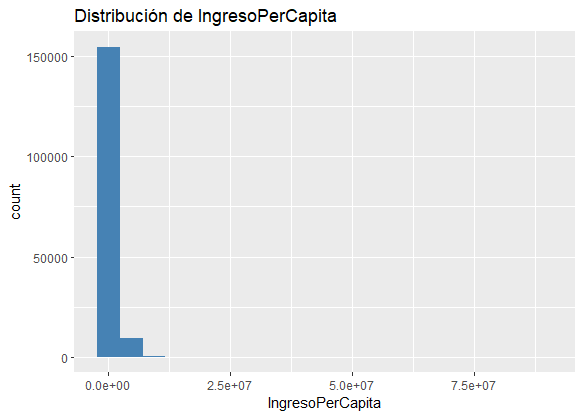 Distribución de IngresoPerCapita
150000
100000
50000
0
count
0.0e+00 2.5e+07 5.0e+07 7.5e+07
IngresoPerCapita